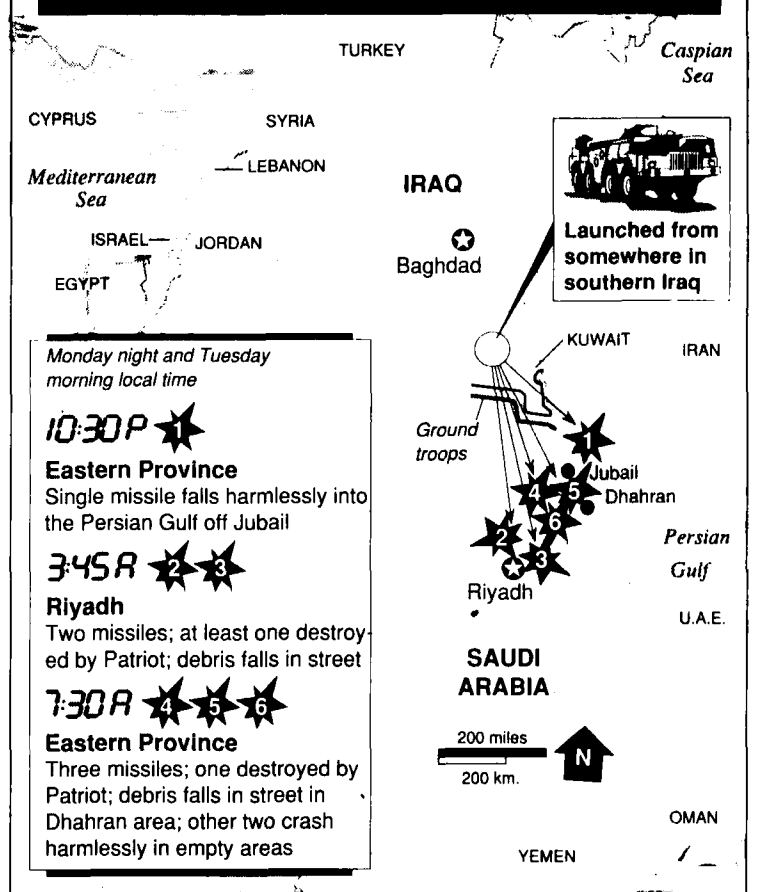 TURKEY
Caspian
Sea
CYPRUS
SYRIA
LEBANON
Mediterranean
Sea
IRAQ
ISRAEL
JORDAN
Baghdad
EGYPT
Launched from
somewhere in
southern Iraq
KUWAIT
IRAN
Ground
troops
1
Jubail
4
5
Dhahran
6
2
3
Riyadh
Persian
Gulf
U.A.E.
SAUDI
ARABIA
200 miles
200 km.
N
OMAN
YEMEN
Monday night and Tuesday
morning local time
10:30P 1
Eastern Province
Single missile falls harmlessly into
the Persian Gulf off Jubail
3:45A 2 3
Riyadh
Two missiles; at least one destroy-
ed by Patriot; debris falls in street
7:30A 4 5 6
Eastern Province
Three missiles; one destroyed by
Patriot; debris falls in street in
Dhahran area; other two crash
harmlessly in empty areas